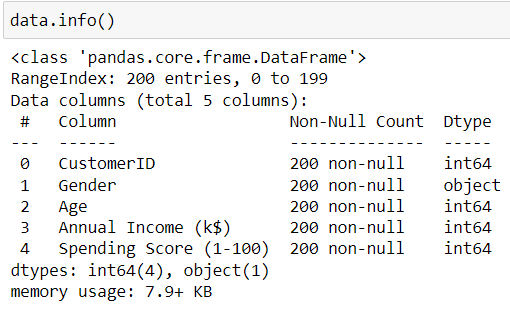 data.info()
<class 'pandas.core.frame.DataFrame'>
RangeIndex: 200 entries, 0 to 199
Data columns (total 5 columns):
 #   Column                  Non-Null Count  Dtype
---  ------                  --------------  -----
 0   CustomerID              200 non-null    int64
 1   Gender                  200 non-null    object
 2   Age                     200 non-null    int64
 3   Annual Income (k$)      200 non-null    int64
 4   Spending Score (1-100)  200 non-null    int64
dtypes: int64(4), object(1)
memory usage: 7.9+ KB